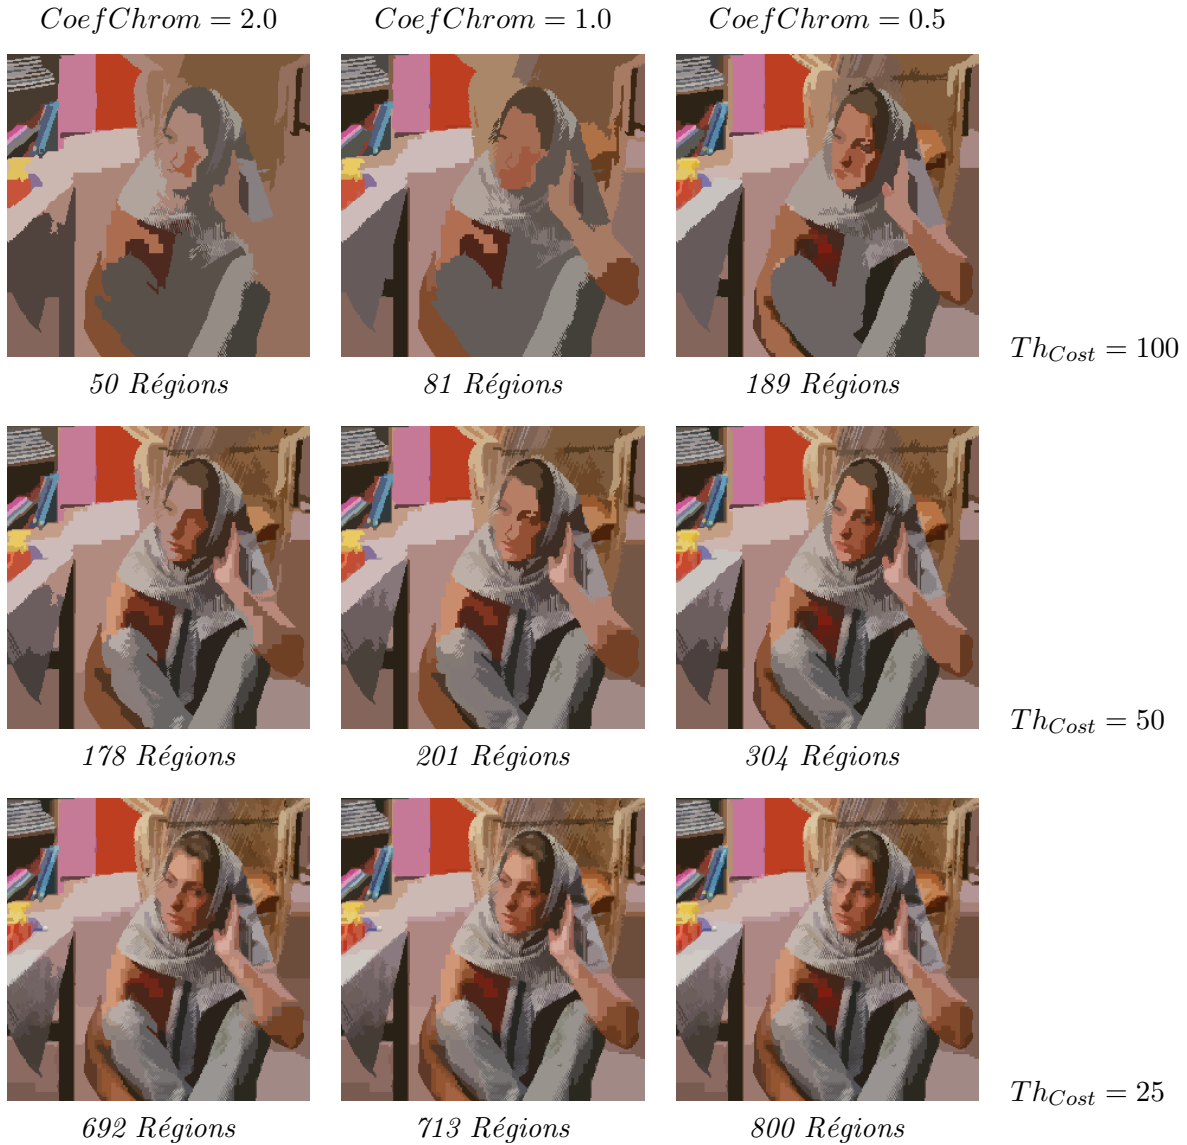 CoefChrom = 2.0
CoefChrom = 1.0
CoefChrom = 0.5
Th_Cost = 100
50 Régions
81 Régions
189 Régions
Th_Cost = 50
178 Régions
201 Régions
304 Régions
Th_Cost = 25
692 Régions
713 Régions
800 Régions